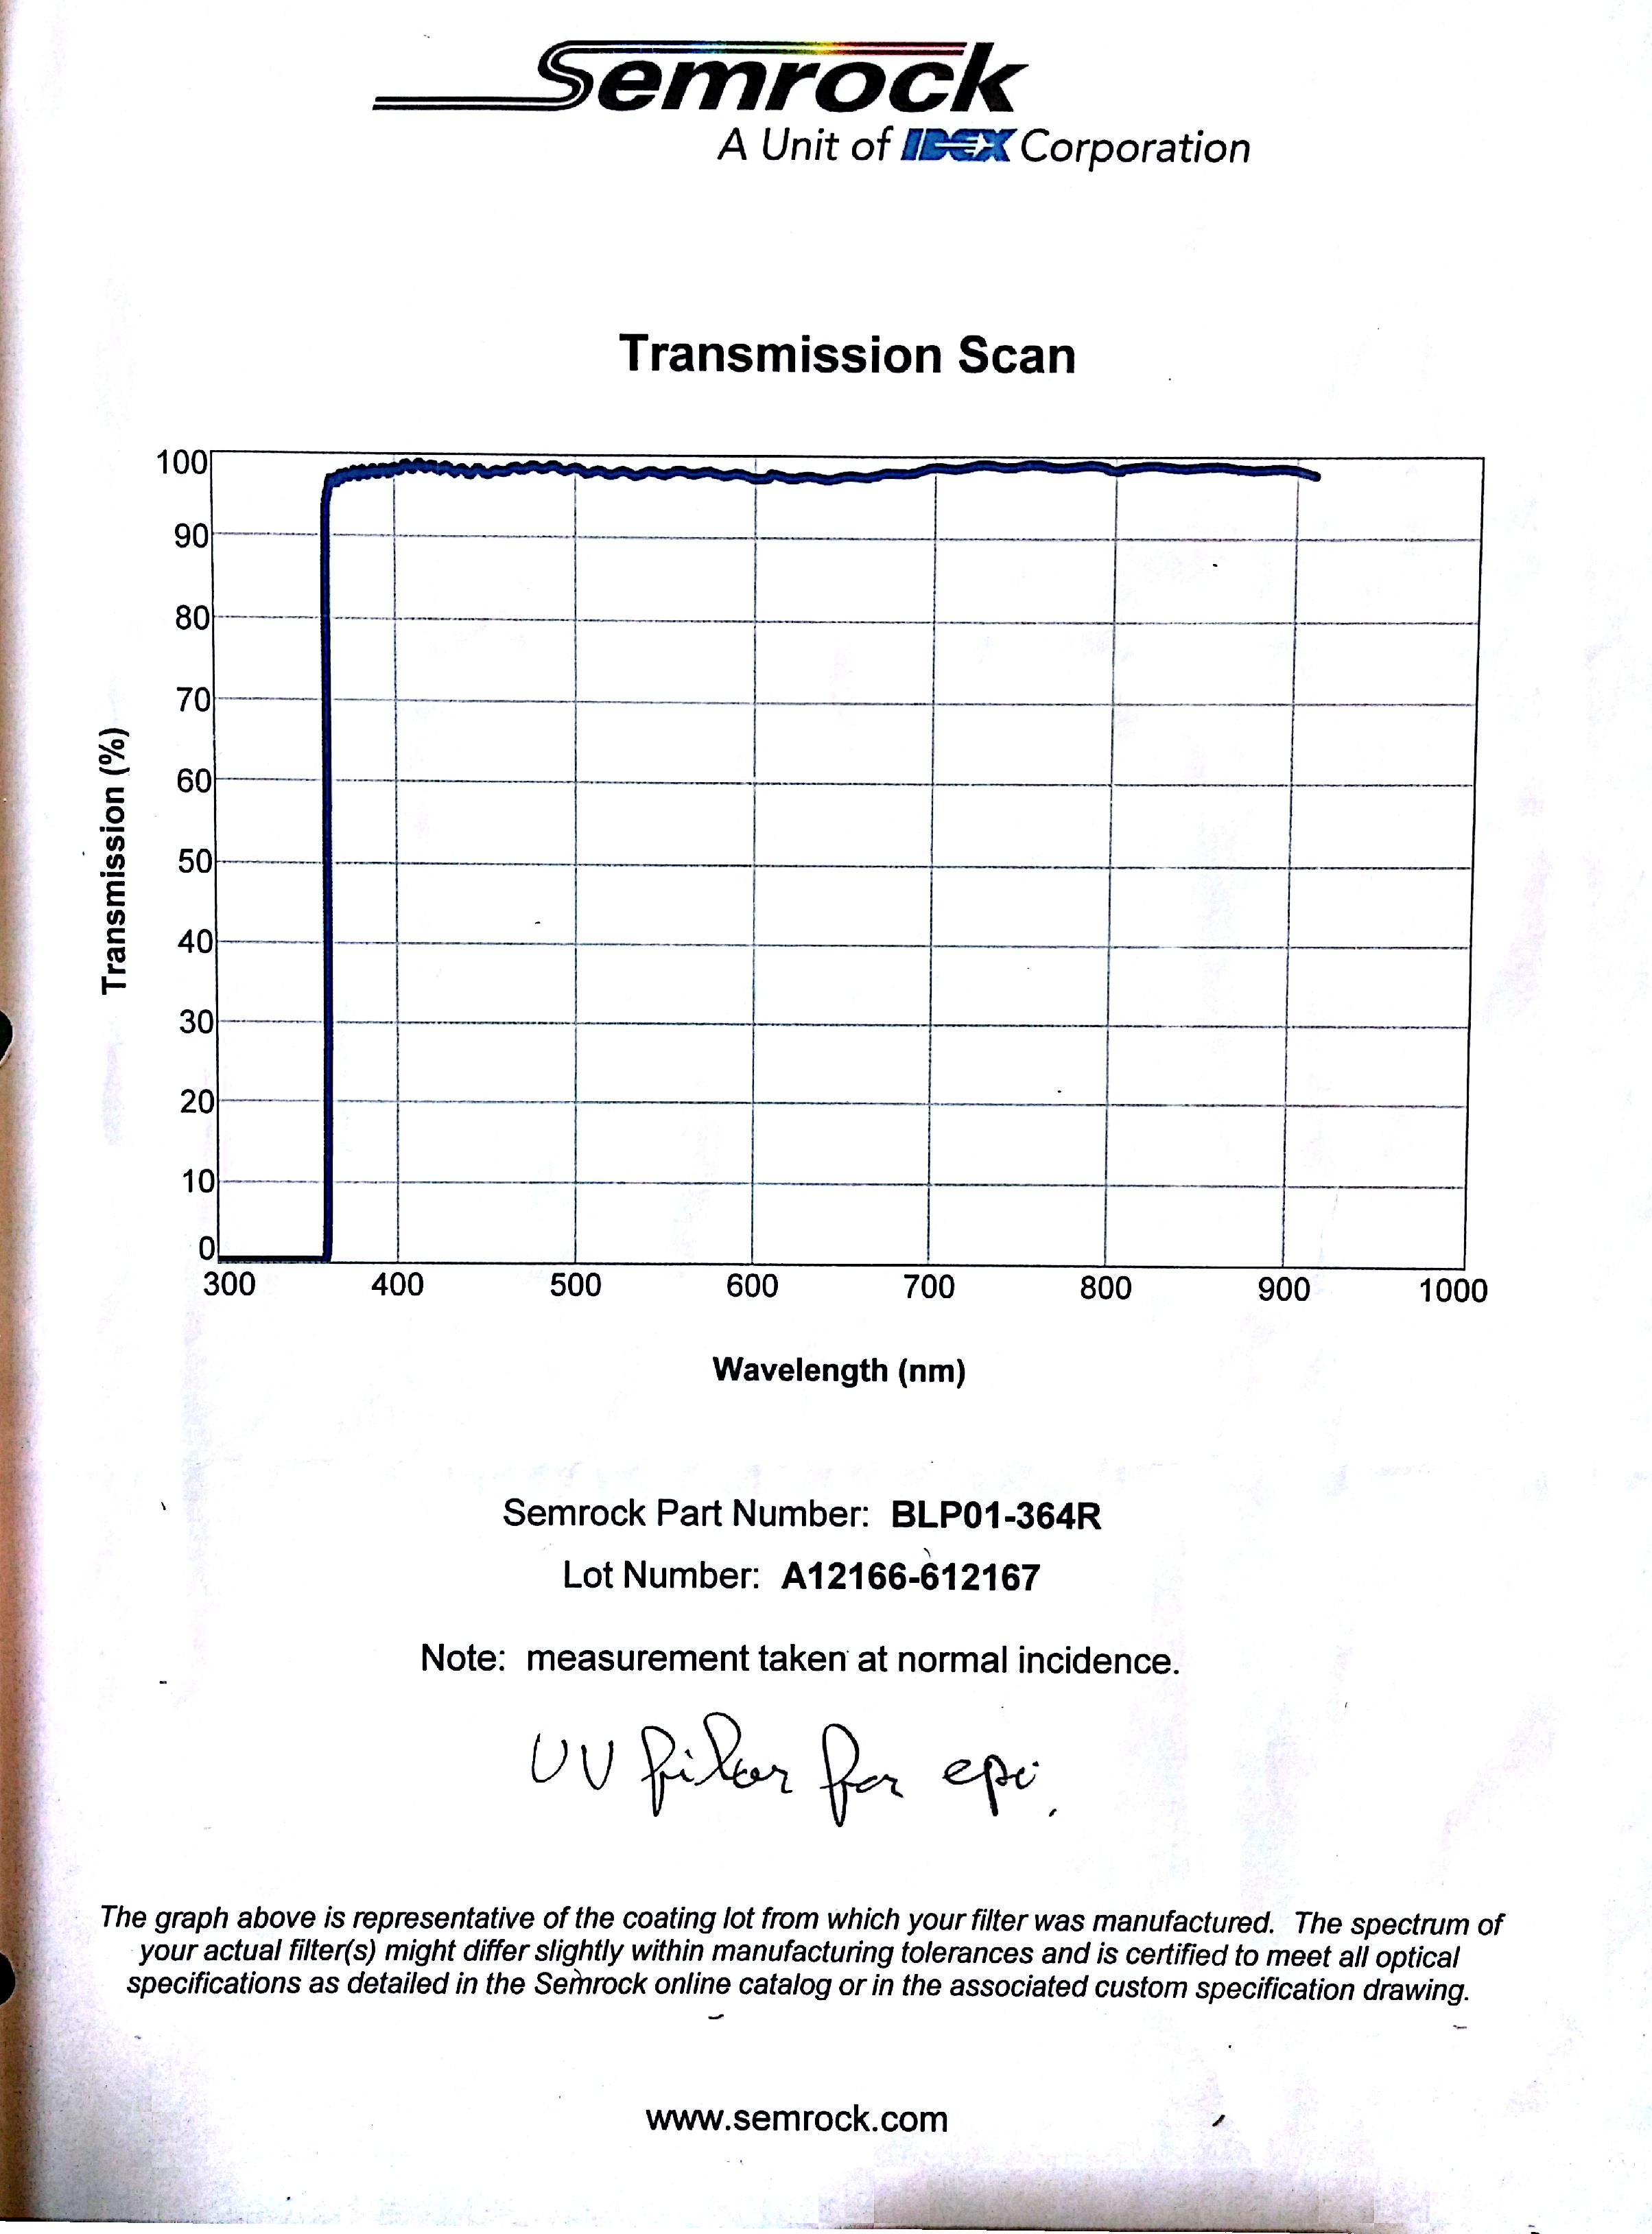 Semrock
A Unit of IDEX Corporation
Transmission Scan
100
90
80
70
60
50
40
30
20
10
0
Transmission (%)
300 400 500 600 700 800 900 1000
Wavelength (nm)
Semrock Part Number: BLP01-364R
Lot Number: A12166-612167
Note: measurement taken at normal incidence.
UV filter for epi.
The graph above is representative of the coating lot from which your filter was manufactured. The spectrum of
your actual filter(s) might differ slightly within manufacturing tolerances and is certified to meet all optical
specifications as detailed in the Semrock online catalog or in the associated custom specification drawing.
www.semrock.com